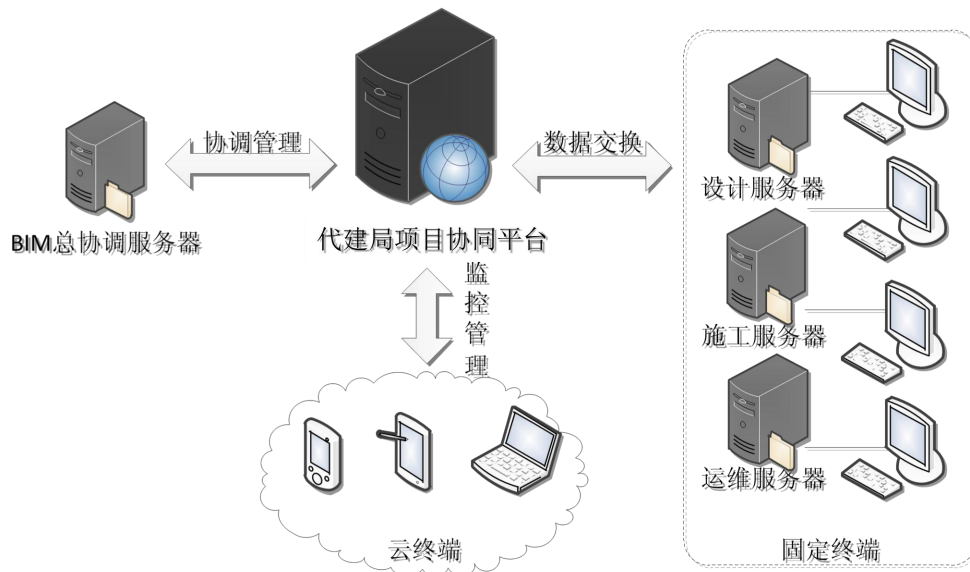 协调管理
数据交换
BIM总协调服务器
代建局项目协同平台
监控管理
设计服务器
施工服务器
运维服务器
云终端
固定终端